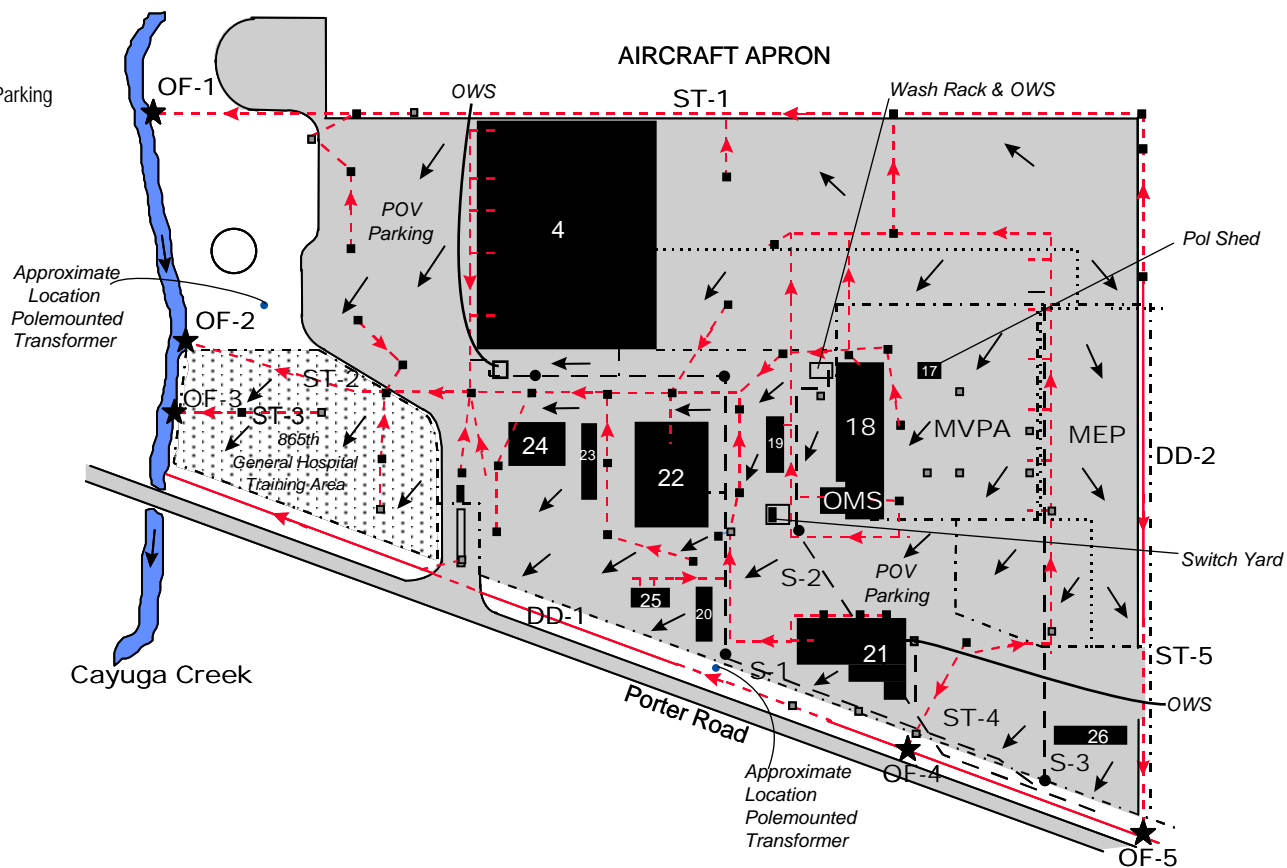 AIRCRAFT APRON
Parking
OF-1
OWS
ST-1
Wash Rack & OWS
POV
Parking
4
Pol Shed
Approximate
Location
Polemounted
Transformer
OF-2
ST-2
17
OF-3
ST-3
865th
General Hospital
Training Area
24
23
22
19
18
MVPA
MEP
DD-2
OMS
Switch Yard
S-2
POV
Parking
25
20
DD-1
21
S-1
ST-5
Cayuga Creek
Porter Road
ST-4
OWS
26
S-3
OF-4
Approximate
Location
Polemounted
Transformer
OF-5